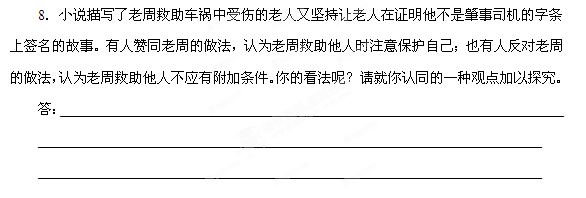 8．小说描写了老周救助车祸中受伤的老人又坚持让老人在证明他不是肇事司机的字条
上签名的故事。有人赞同老周的做法，认为老周救助他人时注意保护自己；也有人反对老周
的做法，认为老周救助他人不应有附加条件。你的看法呢？请就你认同的一种观点加以探究。
答：